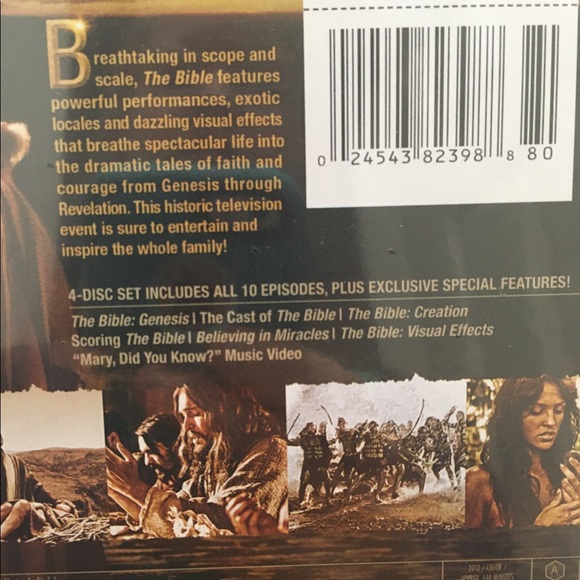 Breathtaking in scope and
scale, The Bible features
powerful performances, exotic
locales and dazzling visual effects
that breathe spectacular life into
the dramatic tales of faith and
courage from Genesis through
Revelation. This historic television
event is sure to entertain and
inspire the whole family!
0 24543 82398 8 80
4-DISC SET INCLUDES ALL 10 EPISODES, PLUS EXCLUSIVE SPECIAL FEATURES!
The Bible: Genesis | The Cast of The Bible | The Bible: Creation
Scoring The Bible | Believing in Miracles | The Bible: Visual Effects
“Mary, Did You Know?” Music Video
A